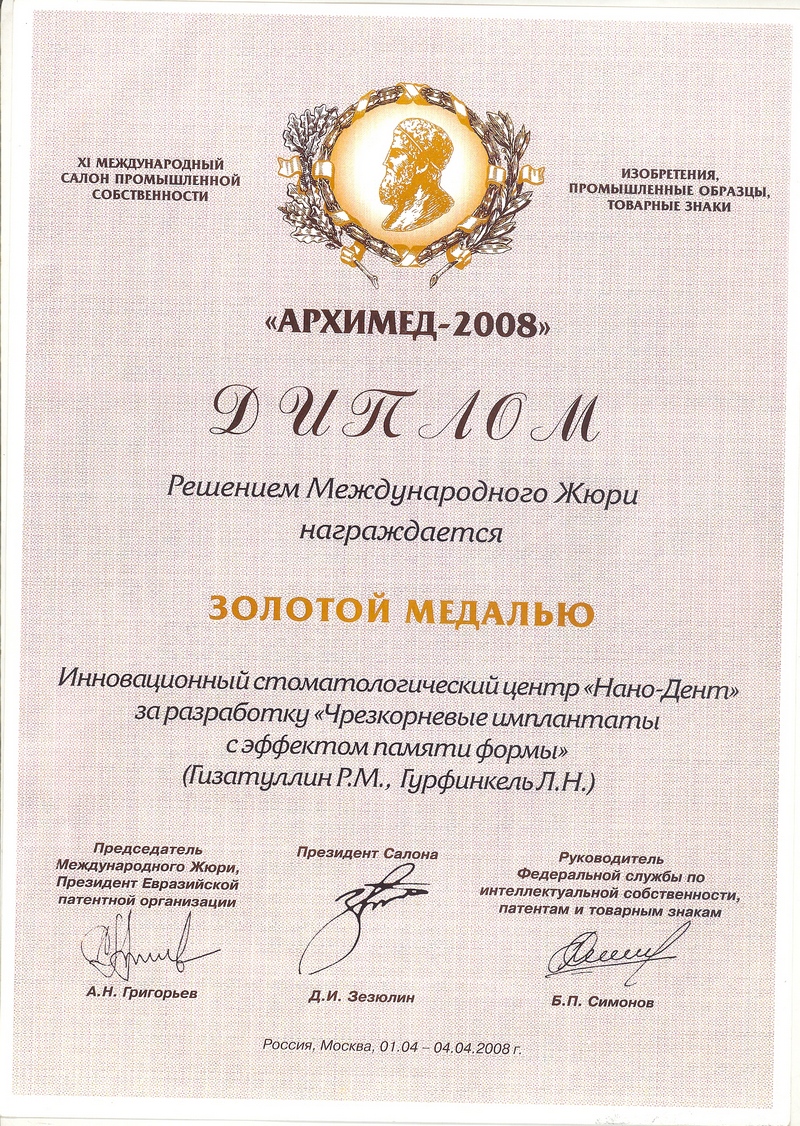 XI МЕЖДУНАРОДНЫЙ
САЛОН ПРОМЫШЛЕННОЙ
СОБСТВЕННОСТИ
ИЗОБРЕТЕНИЯ,
ПРОМЫШЛЕННЫЕ ОБРАЗЦЫ,
ТОВАРНЫЕ ЗНАКИ
«АРХИМЕД-2008»
ДИПЛОМ
Решением Международного Жюри
награждается
ЗОЛОТОЙ МЕДАЛЬЮ
Инновационный стоматологический центр «Нано-Дент»
за разработку «Чрезкорневые имплантаты
с эффектом памяти формы»
(Гизатуллин Р.М., Гурфинкель Л.Н.)
Председатель
Международного Жюри,
Президент Евразийской
патентной организации
А.Н. Григорьев
Президент Салона
Д.И. Зезюлин
Руководитель
Федеральной службы по
интеллектуальной собственности,
патентам и товарным знакам
Б.П. Симонов
Россия, Москва, 01.04 – 04.04.2008 г.